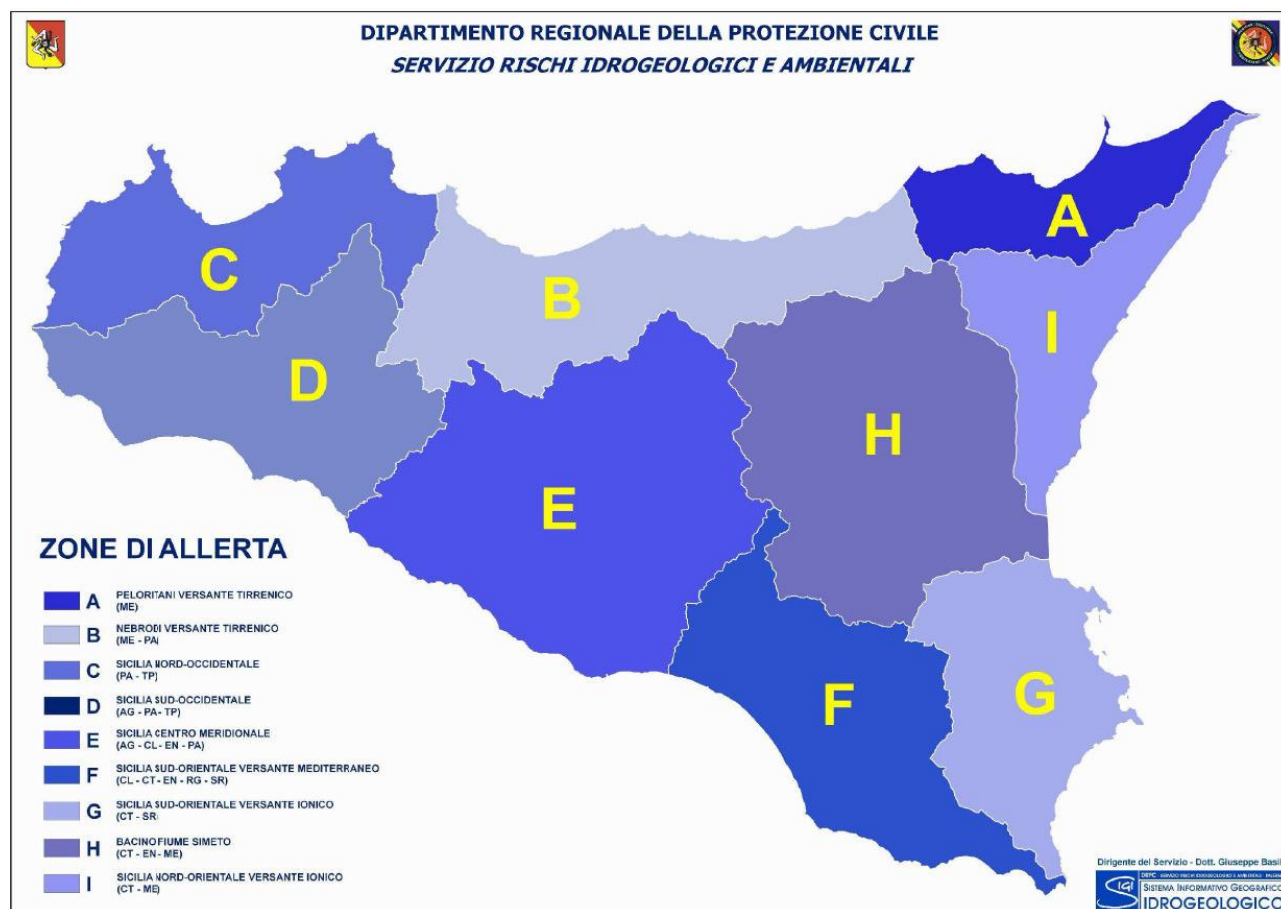 DIPARTIMENTO REGIONALE DELLA PROTEZIONE CIVILE
SERVIZIO RISCHI IDROGEOLOGICI E AMBIENTALI
A
C
B
I
D
H
E
G
F
ZONE DI ALLERTA
A PELORITANI VERSANTE TIRRENICO
(ME)
B NEBRODI VERSANTE TIRRENICO
(ME - PA)
C SICILIA NORD-OCCIDENTALE
(PA - TP)
D SICILIA SUD-OCCIDENTALE
(AG - PA - TP)
E SICILIA CENTRO MERIDIONALE
(AG - CL - EN - PA)
F SICILIA SUD-ORIENTALE VERSANTE MEDITERRANEO
(CL - CT - EN - RG - SR)
G SICILIA SUD-ORIENTALE VERSANTE IONICO
(CT - SR)
H BACINO FIUME SIMETO
(CT - EN - ME)
I SICILIA NORD-ORIENTALE VERSANTE IONICO
(CT - ME)
Dirigente del Servizio - Dott. Giuseppe Basil
SIGI
SISTEMA INFORMATIVO GEOGRAFICO
IDROGEOLOGICO